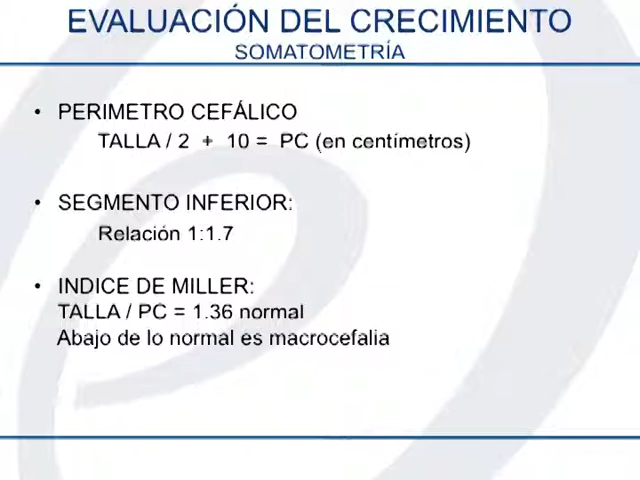 EVALUACIÓN DEL CRECIMIENTO
SOMATOMETRÍA
• PERIMETRO CEFÁLICO
TALLA / 2 + 10 = PC (en centímetros)
• SEGMENTO INFERIOR:
Relación 1:1.7
• INDICE DE MILLER:
TALLA / PC = 1.36 normal
Abajo de lo normal es macrocefalia